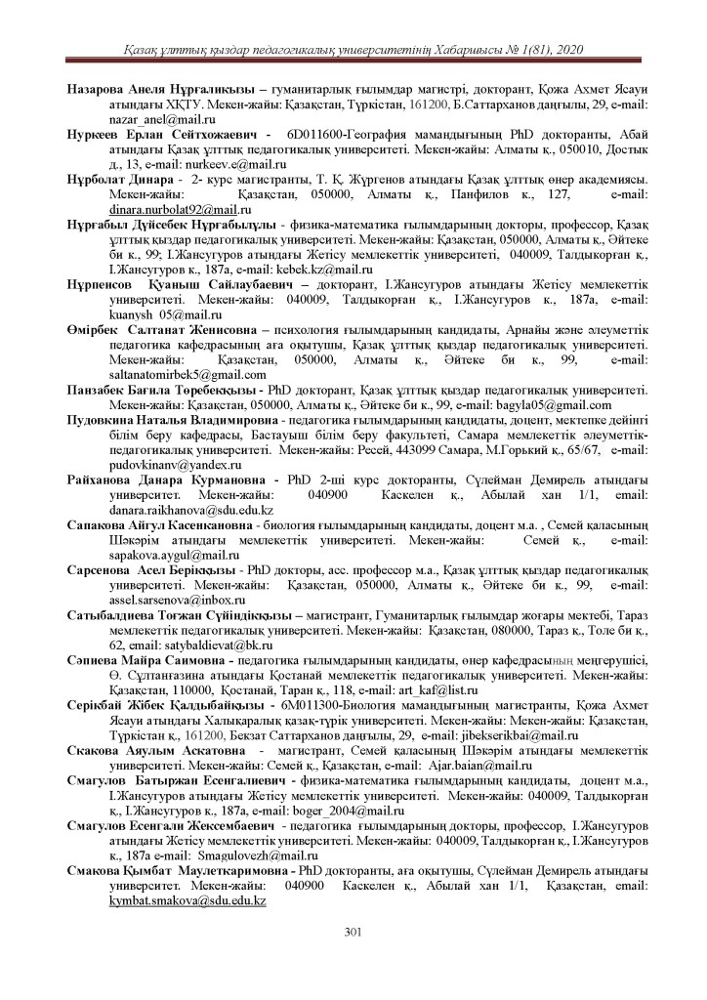 Қазақ ұлттық қыздар педагогикалық университетінің Хабаршысы № 1(81), 2020
Назарова Анеля Нұрғаликызы – гуманитарлық ғылымдар магистрі, докторант, Қожа Ахмет Ясауи
атындағы ХҚТУ. Мекен-жайы: Қазақстан, Түркістан, 161200, Б.Саттарханов даңғылы, 29, e-mail:
nazar_anel@mail.ru
Нуркеев Ерлан Сейтхожаевич - 6D011600-География мамандығының PhD докторанты, Абай
атындағы Қазақ ұлттық педагогикалық университеті. Мекен-жайы: Алматы қ., 050010, Достык
д., 13, e-mail: nurkeev.e@mail.ru
Нұрболат Динара - 2- курс магистранты, Т. Қ. Жүргенов атындағы Қазақ ұлттық өнер академиясы.
Мекен-жайы: Қазақстан, 050000, Алматы қ., Панфилов к., 127, e-mail:
dinara.nurbolat92@mail.ru
Нұрғабыл Дүйсебек Нұрғабылұлы - физика-математика ғылымдарының докторы, профессор, Қазақ
ұлттық қыздар педагогикалық университеті. Мекен-жайы: Қазақстан, 050000, Алматы қ., Әйтеке
би к., 99; І.Жансугуров атындағы Жетісу мемлекеттік университеті, 040009, Талдықорған қ.,
І.Жансугуров к., 187а, e-mail: kebek.kz@mail.ru
Нұрпеисов Қуаныш Сайлаубаевич – докторант, І.Жансугуров атындағы Жетісу мемлекеттік
университеті. Мекен-жайы: 040009, Талдықорған қ., І.Жансугуров к., 187а, e-mail:
kuanysh_05@mail.ru
Өмірбек Салтанат Женисовна – психология ғылымдарының кандидаты, Арнайы және әлеуметтік
педагогика кафедрасының аға оқытушы, Қазақ ұлттық қыздар педагогикалық университеті.
Мекен-жайы: Қазақстан, 050000, Алматы қ., Әйтеке би к., 99, e-mail:
saltanatomirbek5@gmail.com
Панзабек Бағила Төребекқызы - PhD докторант, Қазақ ұлттық қыздар педагогикалық университеті.
Мекен-жайы: Қазақстан, 050000, Алматы қ., Әйтеке би к., 99, e-mail: bagyla05@gmail.com
Пудовкина Наталья Владимировна - педагогика ғылымдарының кандидаты, доцент, мектепке дейінгі
білім беру кафедрасы, Бастауыш білім беру факультеті, Самара мемлекеттік әлеуметтік-
педагогикалық университеті. Мекен-жайы: Ресей, 443099 Самара, М.Горький қ., 65/67, e-mail:
pudovkinanv@yandex.ru
Райханова Данара Курмановна - PhD 2-ші курс докторанты, Сүлейман Демирель атындағы
университет. Мекен-жайы: 040900 Каскелен қ., Абылай хан 1/1, email:
danara.raikhanova@sdu.edu.kz
Сапакова Айгул Касенкановна - биология ғылымдарының кандидаты, доцент м.а. , Семей қаласының
Шәкәрім атындағы мемлекеттік университеті. Мекен-жайы: Семей қ., e-mail:
sapakova.aygul@mail.ru
Сарсенова Асел Беріққызы - PhD докторы, асс. профессор м.а., Қазақ ұлттық қыздар педагогикалық
университеті. Мекен-жайы: Қазақстан, 050000, Алматы қ., Әйтеке би к., 99, e-mail:
assel.sarsenova@inbox.ru
Сатыбалдиева Тоғжан Сүйіндікқызы – магистрант, Гуманитарлық ғылымдар жоғары мектебі, Тараз
мемлекеттік педагогикалық университеті. Мекен-жайы: Қазақстан, 080000, Тараз қ., Толе би қ.,
62, email: satybaldievat@bk.ru
Сәпиева Майра Саимовна - педагогика ғылымдарының кандидаты, өнер кафедрасының меңгерушісі,
Ө. Сұлтанғазина атындағы Қостанай мемлекеттік педагогикалық университеті. Мекен-жайы:
Қазақстан, 110000, Қостанай, Таран қ., 118, e-mail: art_kaf@list.ru
Серікбай Жібек Қалдыбайқызы - 6М011300-Биология мамандығының магистранты, Қожа Ахмет
Ясауи атындағы Халықаралық қазақ-түрік университеті. Мекен-жайы: Мекен-жайы: Қазақстан,
Түркістан қ., 161200, Бекзат Саттарханов даңғылы, 29, e-mail: jibekserikbai@mail.ru
Скакова Аяулым Асқатовна - магистрант, Семей қаласының Шәкәрім атындағы мемлекеттік
университеті. Мекен-жайы: Семей қ., Қазақстан, e-mail: Ajar.baian@mail.ru
Смагулов Батыржан Есенгалиевич - физика-математика ғылымдарының кандидаты, доцент м.а.,
І.Жансугуров атындағы Жетісу мемлекеттік университеті. Мекен-жайы: 040009, Талдықорған
қ., І.Жансугуров к., 187а, e-mail: boger_2004@mail.ru
Смагулов Есенгали Жексембаевич - педагогика ғылымдарының докторы, профессор, І.Жансугуров
атындағы Жетісу мемлекеттік университеті. Мекен-жайы: 040009, Талдықорған қ., І.Жансугуров
к., 187а e-mail: Smagulovezh@mail.ru
Смакова Қымбат Маулеткаримовна - PhD докторанты, аға оқытушы, Сүлейман Демирель атындағы
университет. Мекен-жайы: 040900 Каскелен қ., Абылай хан 1/1, Қазақстан, email:
kymbat.smakova@sdu.edu.kz
301